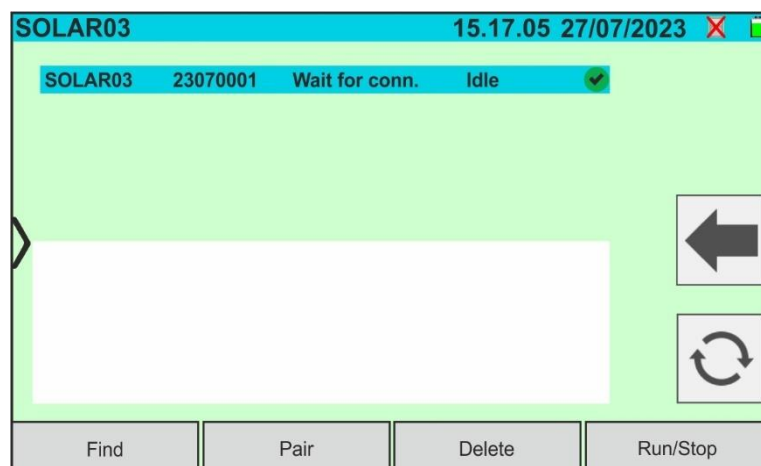 SOLAR03 15.17.05 27/07/2023
SOLAR03 23070001 Wait for conn. Idle
Find Pair Delete Run/Stop